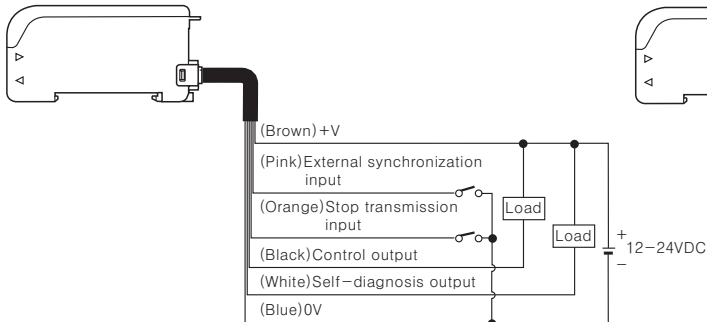 (Brown)+V
(Pink)External synchronization
input
(Orange)Stop transmission
input
Load
Load
+
12-24VDC
−
(Black)Control output
(White)Self-diagnosis output
(Blue)0V